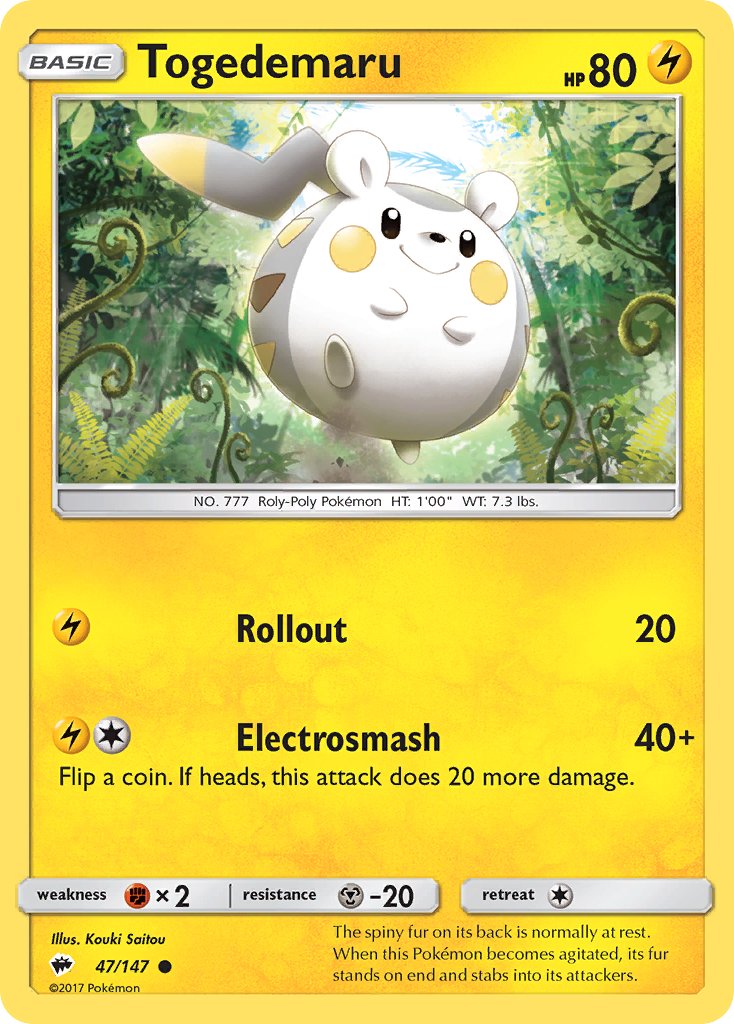 BASIC Togedemaru HP 80
NO. 777 Roly-Poly Pokémon HT: 1'00" WT: 7.3 lbs.
Rollout 20
Electrosmash 40+
Flip a coin. If heads, this attack does 20 more damage.
weakness × 2 resistance –20 retreat
Illus. Kouki Saitou
47/147
©2017 Pokémon
The spiny fur on its back is normally at rest.
When this Pokémon becomes agitated, its fur
stands on end and stabs into its attackers.